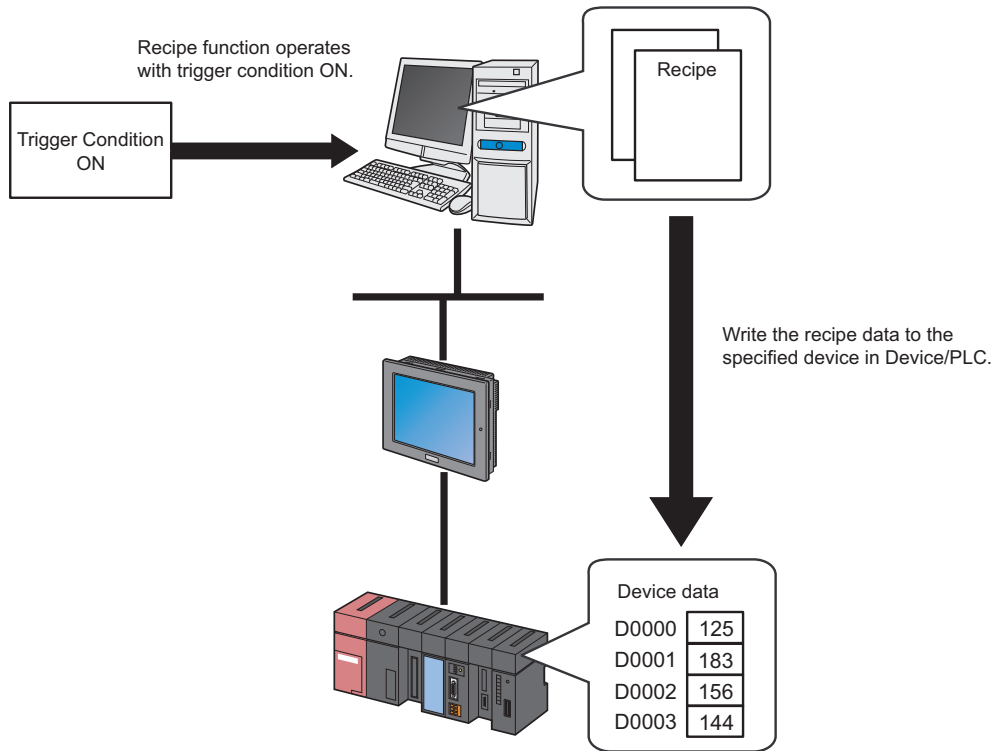 Recipe function operates
with trigger condition ON.
Recipe
Trigger Condition
ON
Write the recipe data to the
specified device in Device/PLC.
Device data
D0000 125
D0001 183
D0002 156
D0003 144